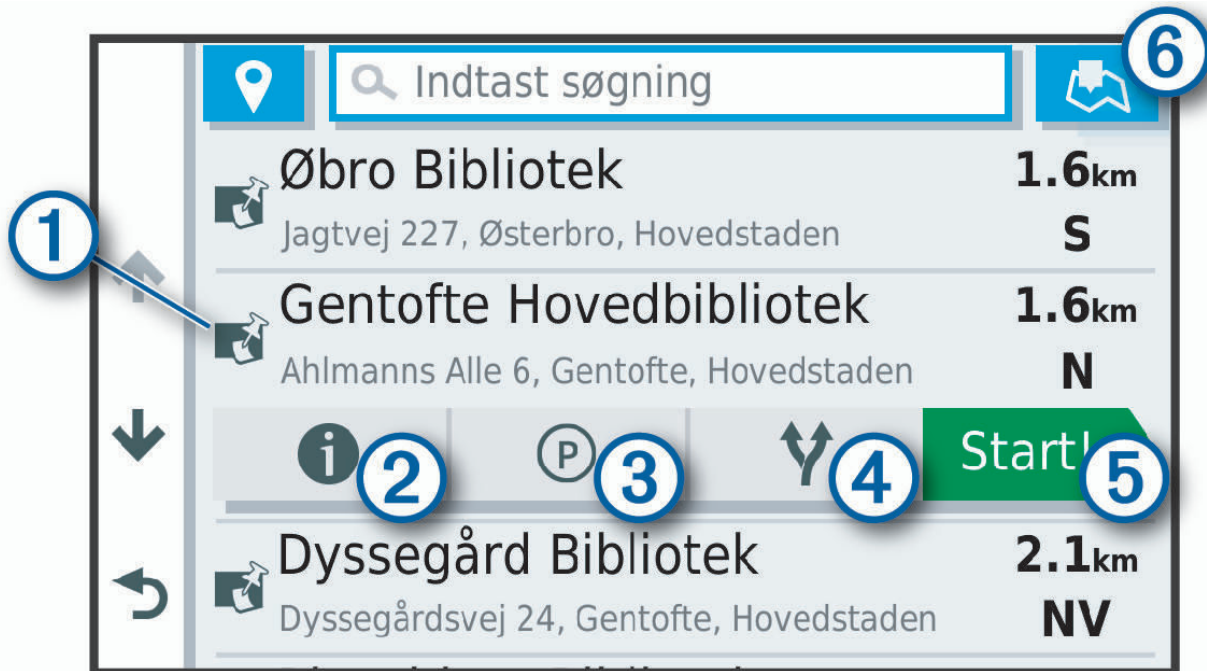 6
Indtast søgning
Øbro Bibliotek
1.6km
Jagtvej 227, Østerbro, Hovedstaden
S
1
Gentofte Hovedbibliotek
1.6km
Ahlmanns Alle 6, Gentofte, Hovedstaden
N
i
2
P
3
4
Start!
5
Dyssegård Bibliotek
2.1km
Dyssegårdsvej 24, Gentofte, Hovedstaden
NV